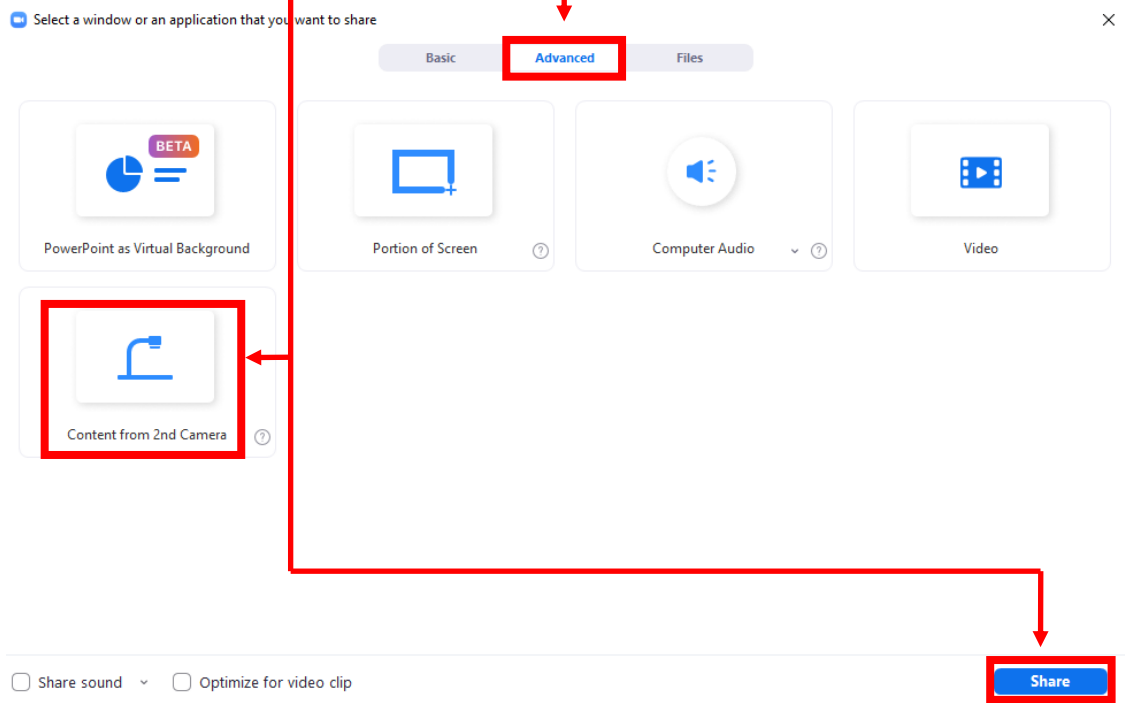 Select a window or an application that you want to share
Basic
Advanced
Files
BETA
PowerPoint as Virtual Background
Portion of Screen
Computer Audio
Video
Content from 2nd Camera
Share sound
Optimize for video clip
Share